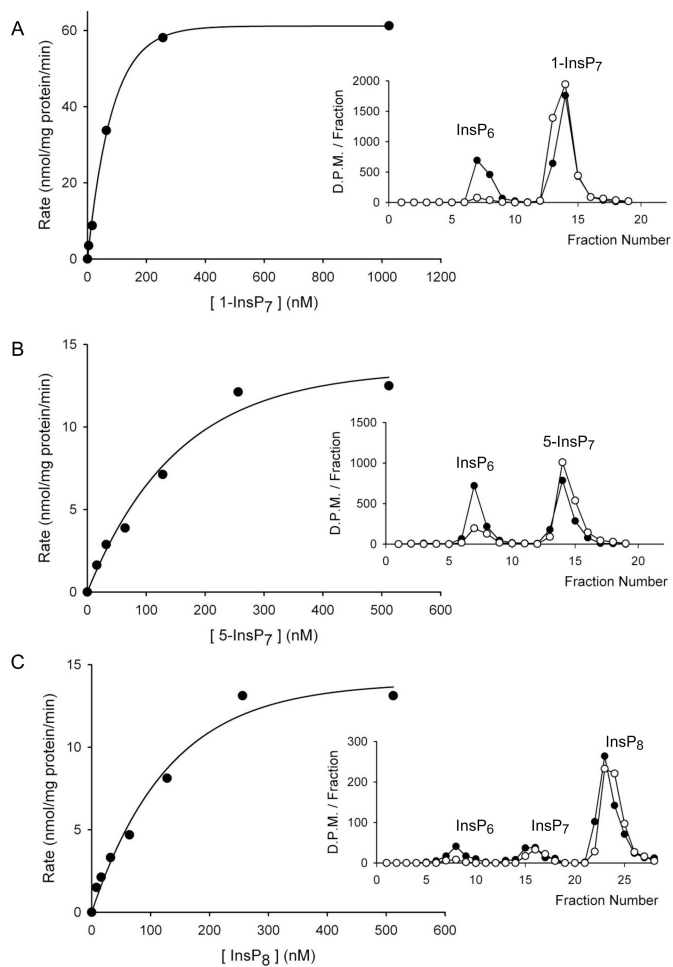 A
Rate (nmol/mg protein/min)
60
40
20
0
0 200 400 600 800 1000 1200
[ 1-InsP7 ] (nM)
D.P.M. / Fraction
2000
1500
1000
500
0
InsP6
1-InsP7
0 5 10 15 20
Fraction Number
B
Rate (nmol/mg protein/min)
15
10
5
0
0 100 200 300 400 500 600
[ 5-InsP7 ] (nM)
D.P.M. / Fraction
1500
1000
500
0
InsP6
5-InsP7
0 5 10 15 20
Fraction Number
C
Rate (nmol/mg protein/min)
15
10
5
0
0 100 200 300 400 500 600
[ InsP8 ] (nM)
D.P.M. / Fraction
300
200
100
0
InsP6
InsP7
InsP8
0 5 10 15 20 25
Fraction Number